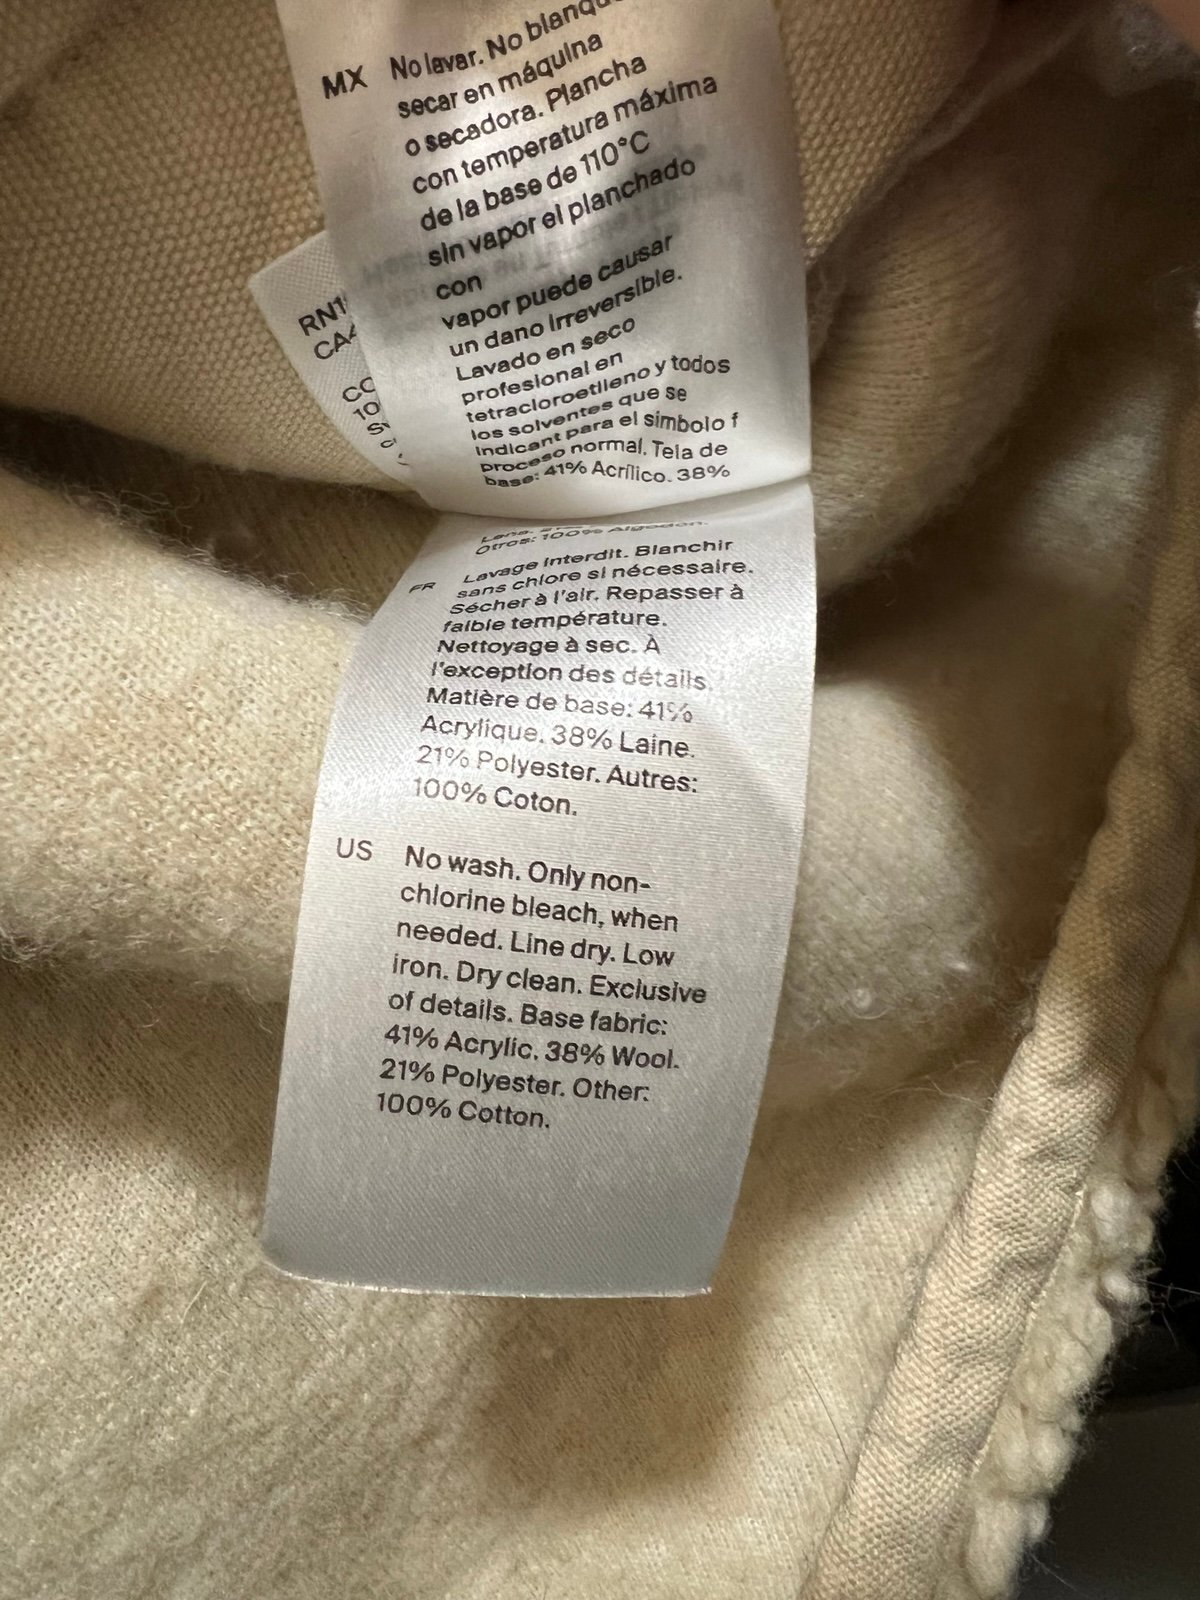 MX No lavar. No
secar en máquina
o secadora. Plancha
con temperatura máxima
de la base de 110°C
sin vapor el planchado
con
vapor puede causar
un dano irreversible.
Lavado en seco
profesional en
tetracloroetileno y todos
los solventes que se
indicant para el simbolo f
proceso normal. Tela de
base: 41% Acrílico. 38%
Otros: 100% Algodon.
FR Lavage interdit. Blanchir
sans chlore si nécessaire.
Sécher à l'air. Repasser à
faible température.
Nettoyage à sec. À
l'exception des détails.
Matière de base: 41%
Acrylique. 38% Laine.
21% Polyester. Autres:
100% Coton.
US No wash. Only non-
chlorine bleach, when
needed. Line dry. Low
iron. Dry clean. Exclusive
of details. Base fabric:
41% Acrylic. 38% Wool.
21% Polyester. Other:
100% Cotton.